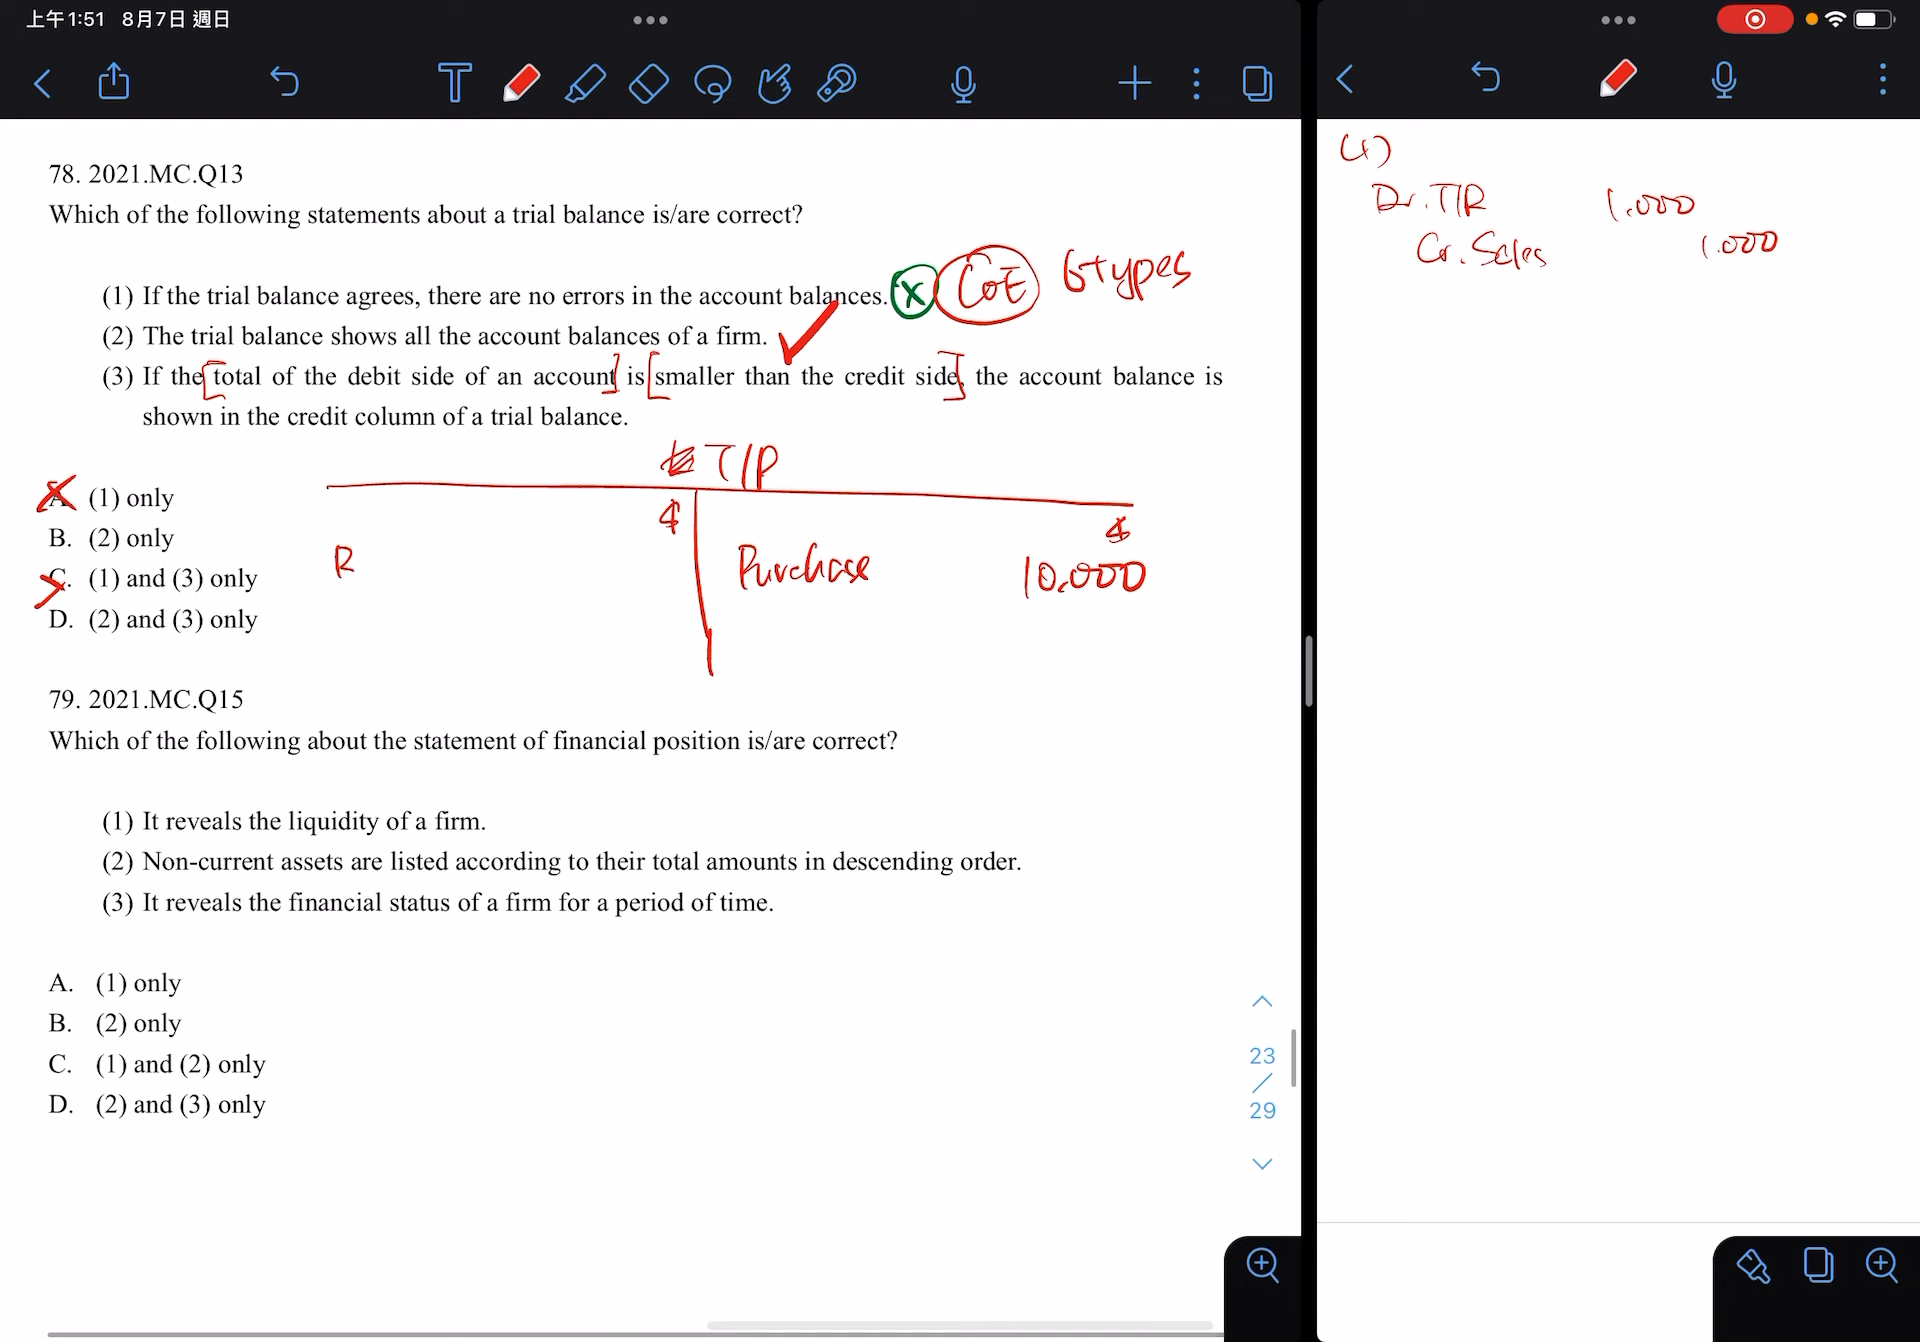 上午1:51 8月7日 週日
78. 2021.MC.Q13
Which of the following statements about a trial balance is/are correct?
(1) If the trial balance agrees, there are no errors in the account balances. X CoE 6 types
(2) The trial balance shows all the account balances of a firm.
(3) If the total of the debit side of an account is smaller than the credit side, the account balance is
shown in the credit column of a trial balance.
T/P
$ $
R Purchase 10,000
A. (1) only
B. (2) only
C. (1) and (3) only
D. (2) and (3) only
79. 2021.MC.Q15
Which of the following about the statement of financial position is/are correct?
(1) It reveals the liquidity of a firm.
(2) Non-current assets are listed according to their total amounts in descending order.
(3) It reveals the financial status of a firm for a period of time.
A. (1) only
B. (2) only
C. (1) and (2) only
D. (2) and (3) only
23
/
29
(1)
Dr. T/R 1,000
Cr. Sales 1,000